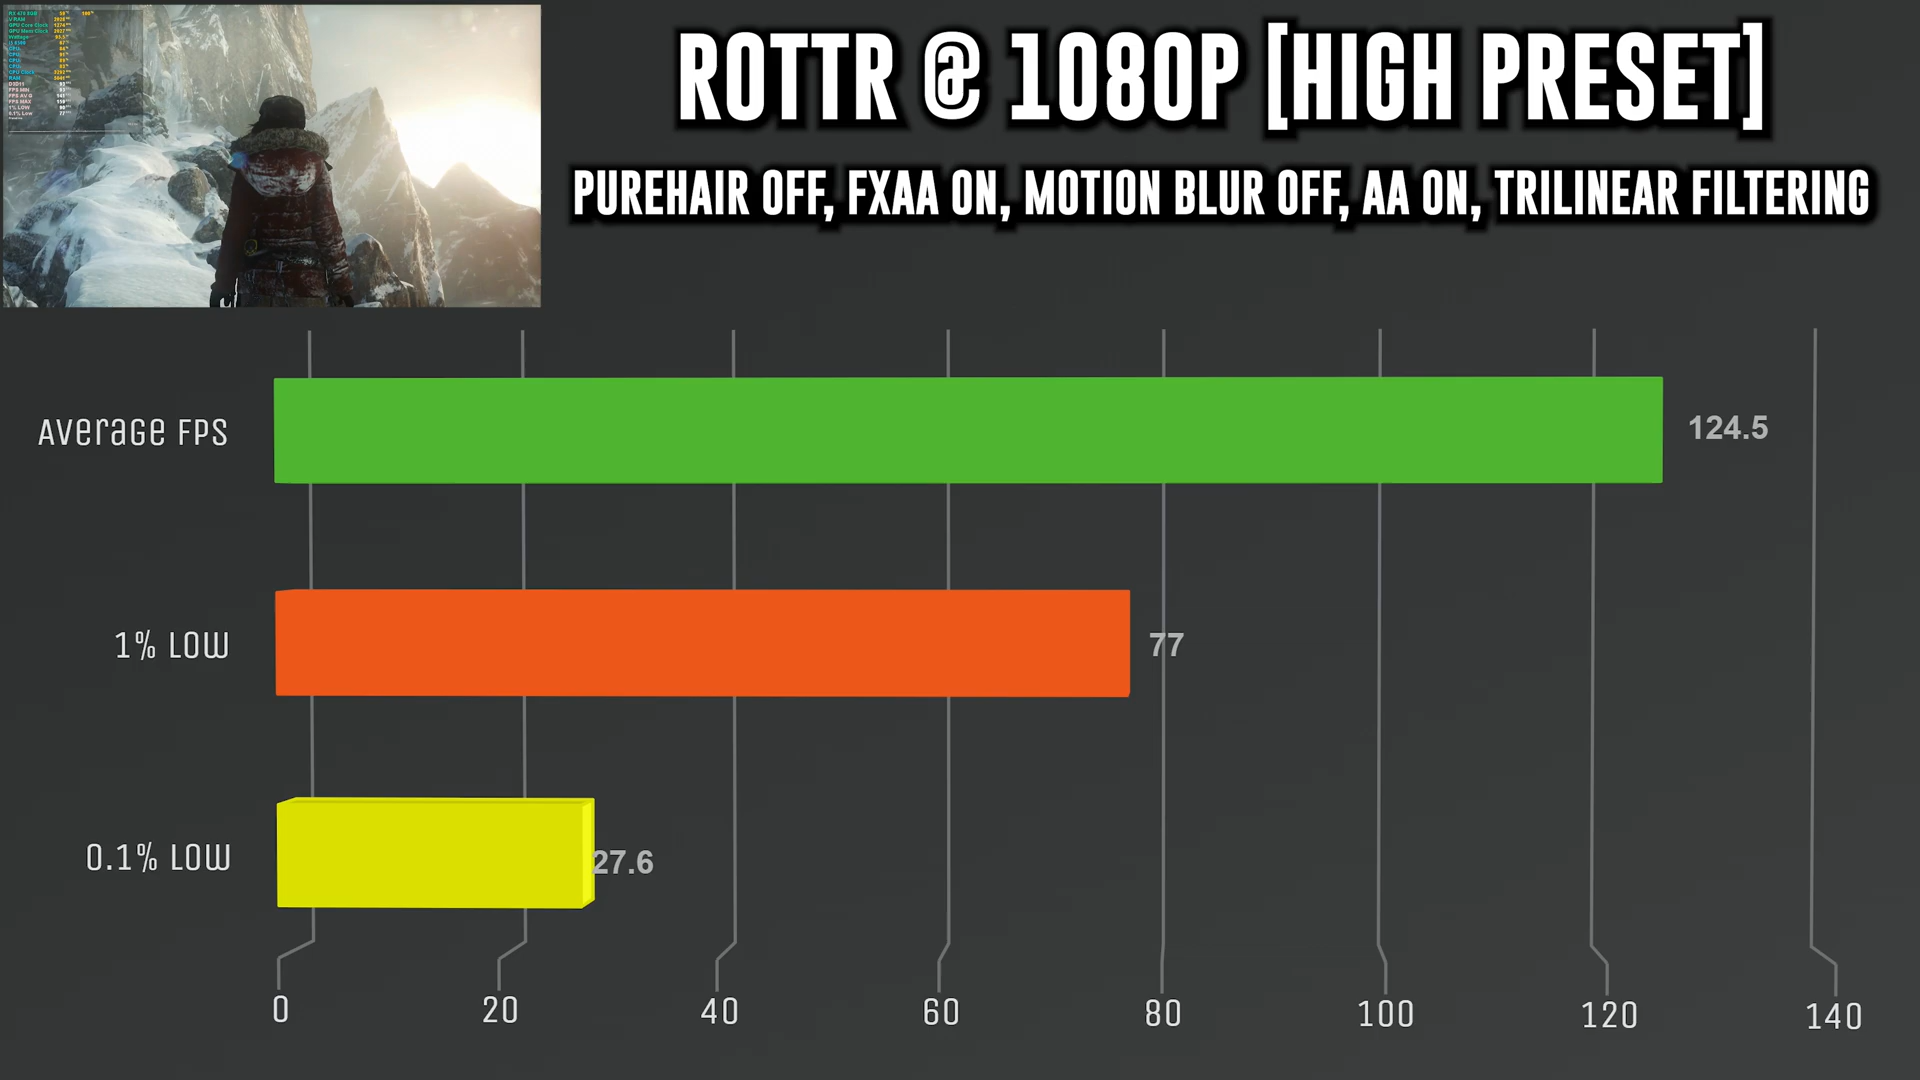 ROTTR @ 1080P [HIGH PRESET]
PUREHAIR OFF, FXAA ON, MOTION BLUR OFF, AA ON, TRILINEAR FILTERING
Average FPS
124.5
1% LOW
77
0.1% LOW
27.6
0 20 40 60 80 100 120 140